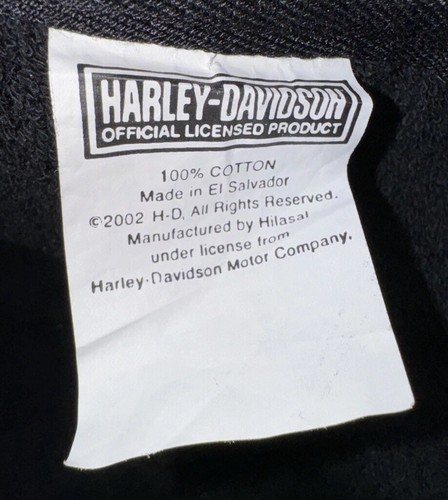 HARLEY-DAVIDSON
OFFICIAL LICENSED PRODUCT
100% COTTON
Made in El Salvador
©2002 H-D, All Rights Reserved.
Manufactured by Hilasal
under license from
Harley-Davidson Motor Company.